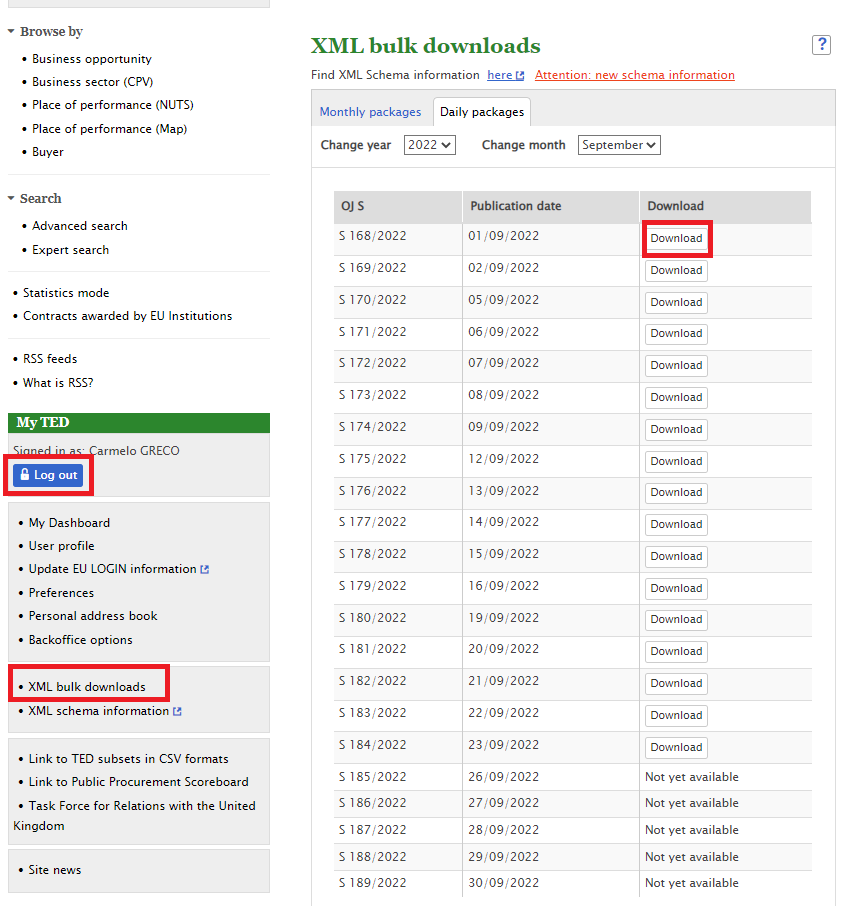 Browse by
• Business opportunity
• Business sector (CPV)
• Place of performance (NUTS)
• Place of performance (Map)
• Buyer
Search
• Advanced search
• Expert search
• Statistics mode
• Contracts awarded by EU Institutions
• RSS feeds
• What is RSS?
My TED
Signed in as: Carmelo GRECO
Log out
• My Dashboard
• User profile
• Update EU LOGIN information
• Preferences
• Personal address book
• Backoffice options
• XML bulk downloads
• XML schema information
• Link to TED subsets in CSV formats
• Link to Public Procurement Scoreboard
• Task Force for Relations with the United
Kingdom
• Site news
XML bulk downloads
?
Find XML Schema information here Attention: new schema information
Monthly packages Daily packages
Change year 2022 Change month September
OJ S Publication date Download
S 168/2022 01/09/2022 Download
S 169/2022 02/09/2022 Download
S 170/2022 05/09/2022 Download
S 171/2022 06/09/2022 Download
S 172/2022 07/09/2022 Download
S 173/2022 08/09/2022 Download
S 174/2022 09/09/2022 Download
S 175/2022 12/09/2022 Download
S 176/2022 13/09/2022 Download
S 177/2022 14/09/2022 Download
S 178/2022 15/09/2022 Download
S 179/2022 16/09/2022 Download
S 180/2022 19/09/2022 Download
S 181/2022 20/09/2022 Download
S 182/2022 21/09/2022 Download
S 183/2022 22/09/2022 Download
S 184/2022 23/09/2022 Download
S 185/2022 26/09/2022 Not yet available
S 186/2022 27/09/2022 Not yet available
S 187/2022 28/09/2022 Not yet available
S 188/2022 29/09/2022 Not yet available
S 189/2022 30/09/2022 Not yet available